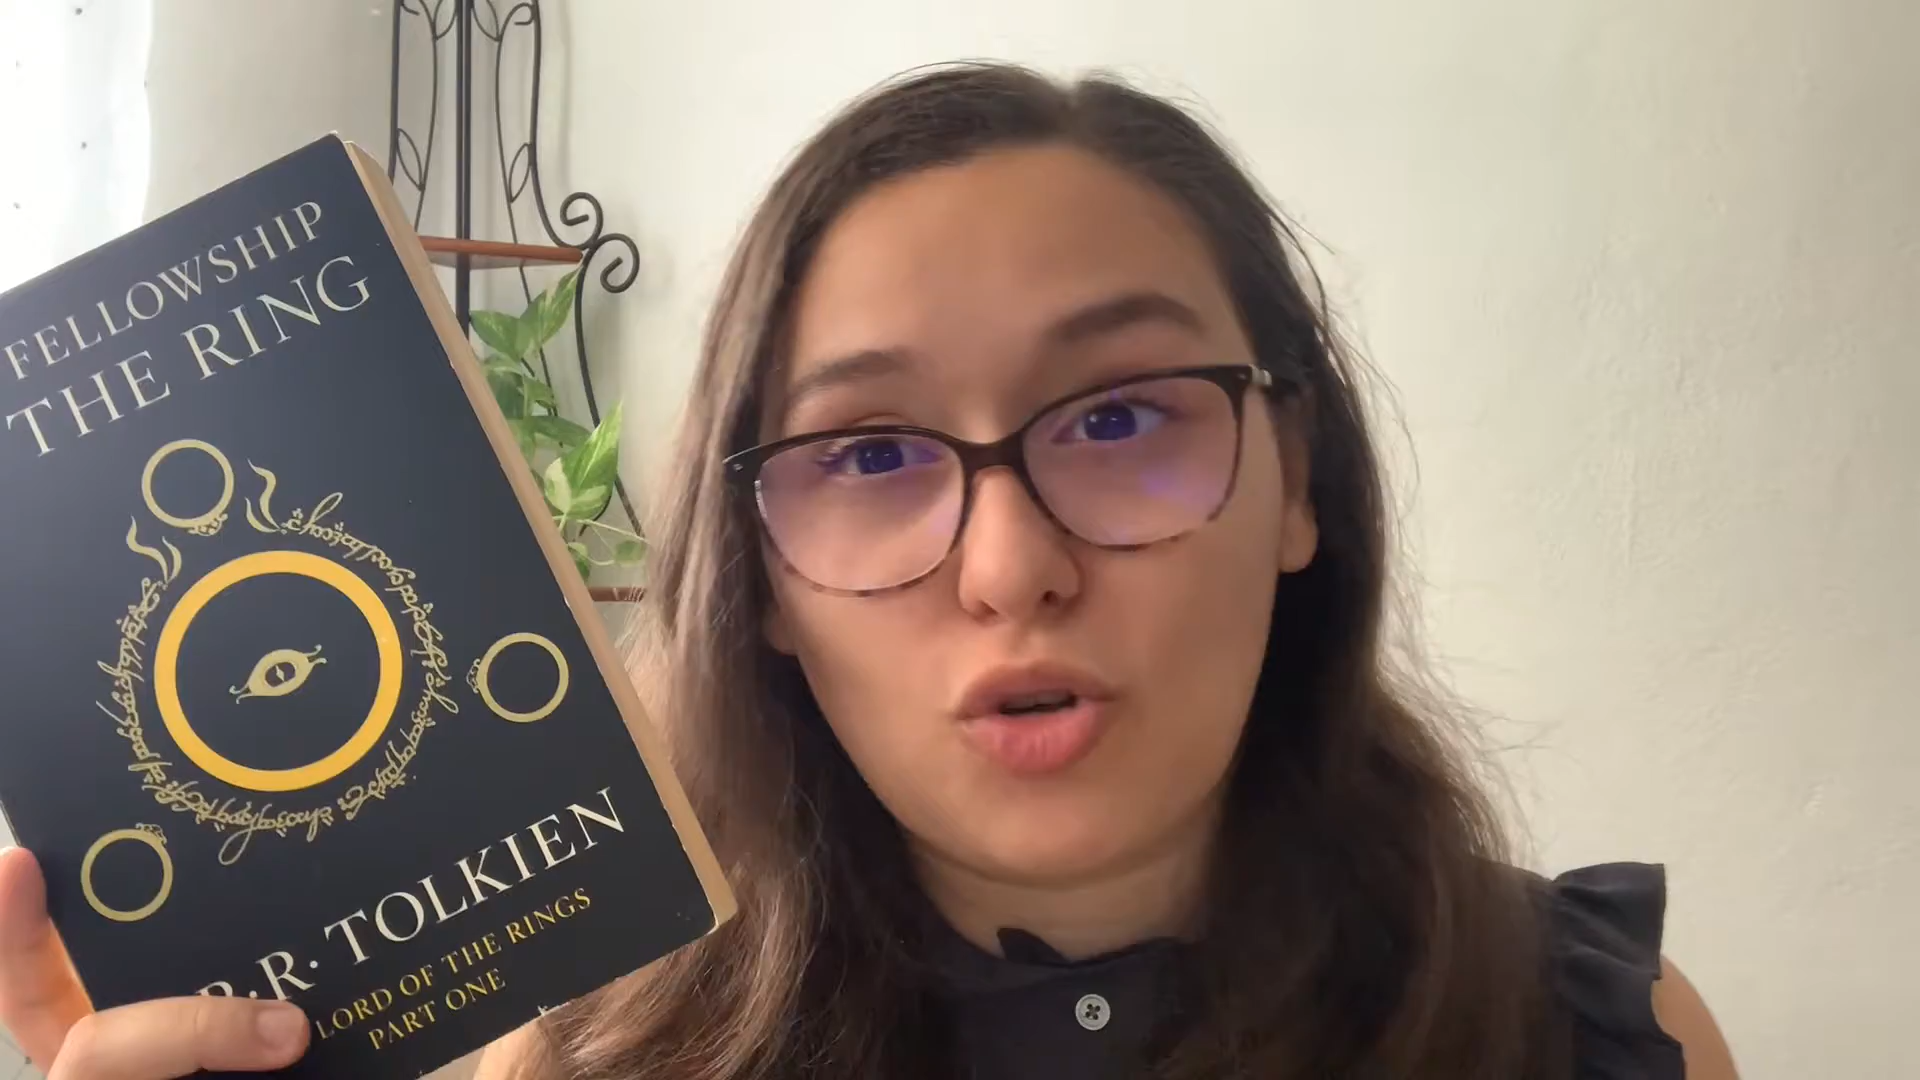 FELLOWSHIP
THE RING
R.R. TOLKIEN
LORD OF THE RINGS
PART ONE